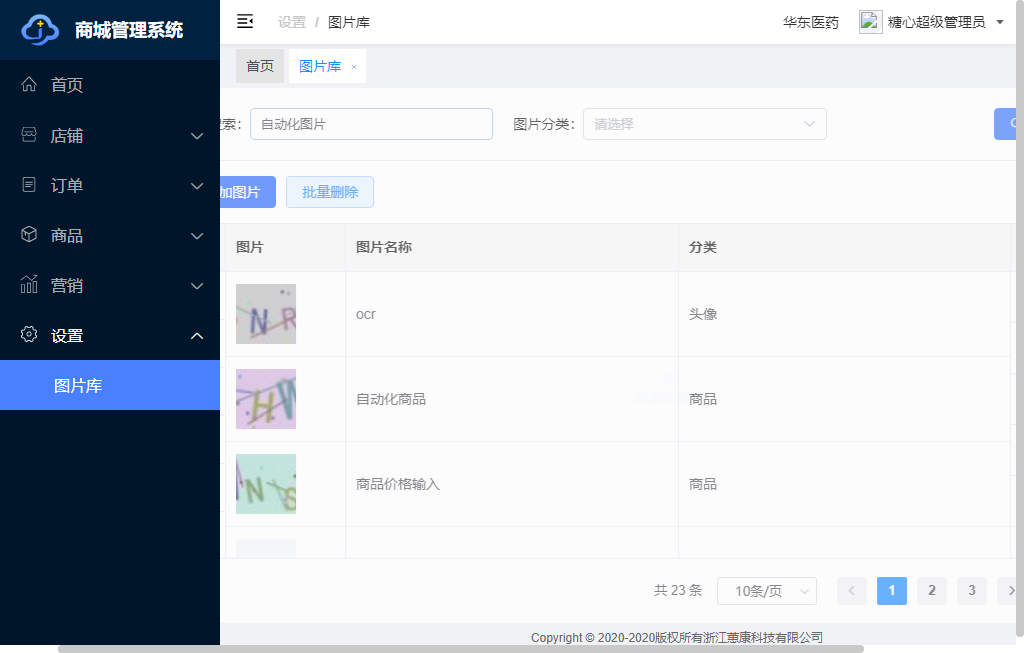 商城管理系统
设置 / 图片库
华东医药
糖心超级管理员
首页
图片库 ×
首页
店铺
订单
商品
营销
设置
图片库
索:
自动化图片
图片分类:
请选择
加图片
批量删除
图片
图片名称
分类
NR
ocr
头像
HW
自动化商品
商品
NS
商品价格输入
商品
共 23 条
10条/页
1
2
3
Copyright © 2020-2020版权所有浙江蒽康科技有限公司